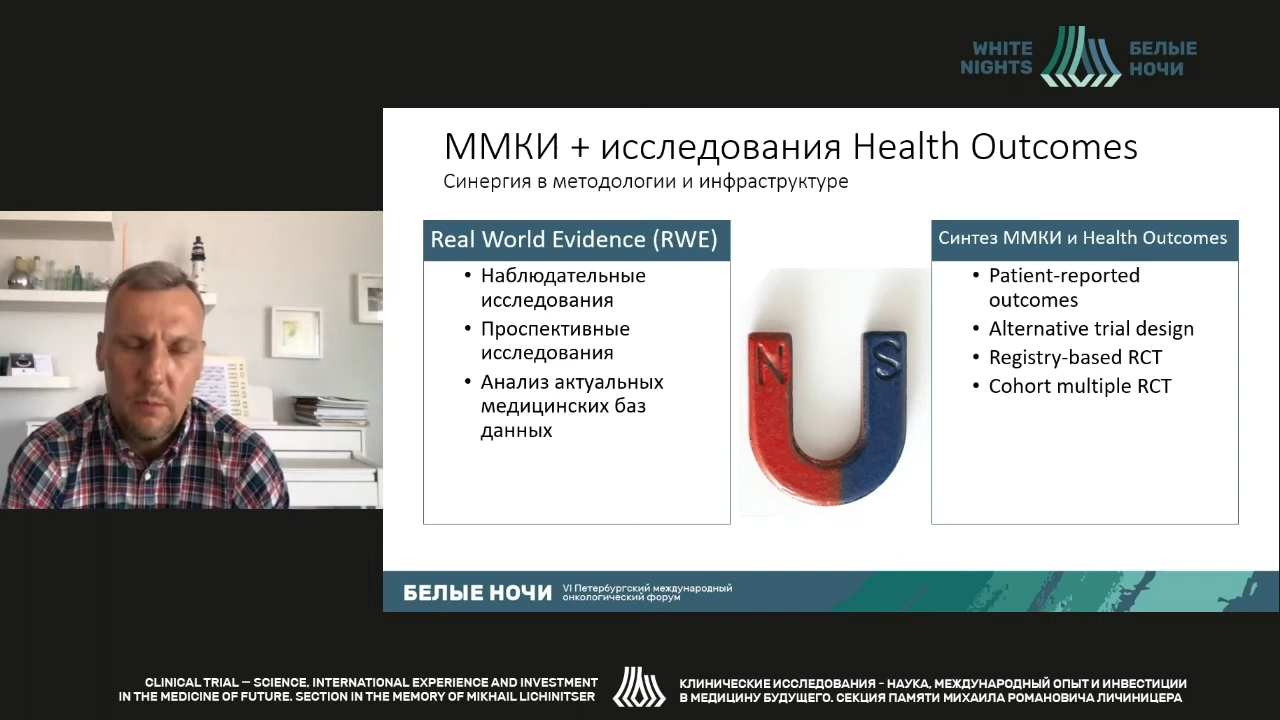 WHITE
NIGHTS
БЕЛЫЕ
НОЧИ
ММКИ + исследования Health Outcomes
Синергия в методологии и инфраструктуре
Real World Evidence (RWE)
• Наблюдательные
исследования
• Проспективные
исследования
• Анализ актуальных
медицинских баз
данных
N S
Синтез ММКИ и Health Outcomes
• Patient-reported
outcomes
• Alternative trial design
• Registry-based RCT
• Cohort multiple RCT
БЕЛЫЕ НОЧИ
VI Петербургский международный
онкологический форум
CLINICAL TRIAL – SCIENCE, INTERNATIONAL EXPERIENCE AND INVESTMENT
IN THE MEDICINE OF FUTURE. SECTION IN THE MEMORY OF MIKHAIL LICHINITSER
КЛИНИЧЕСКИЕ ИССЛЕДОВАНИЯ - НАУКА, МЕЖДУНАРОДНЫЙ ОПЫТ И ИНВЕСТИЦИИ
В МЕДИЦИНУ БУДУЩЕГО. СЕКЦИЯ ПАМЯТИ МИХАИЛА РОМАНОВИЧА ЛИЧИНИЦЕРА